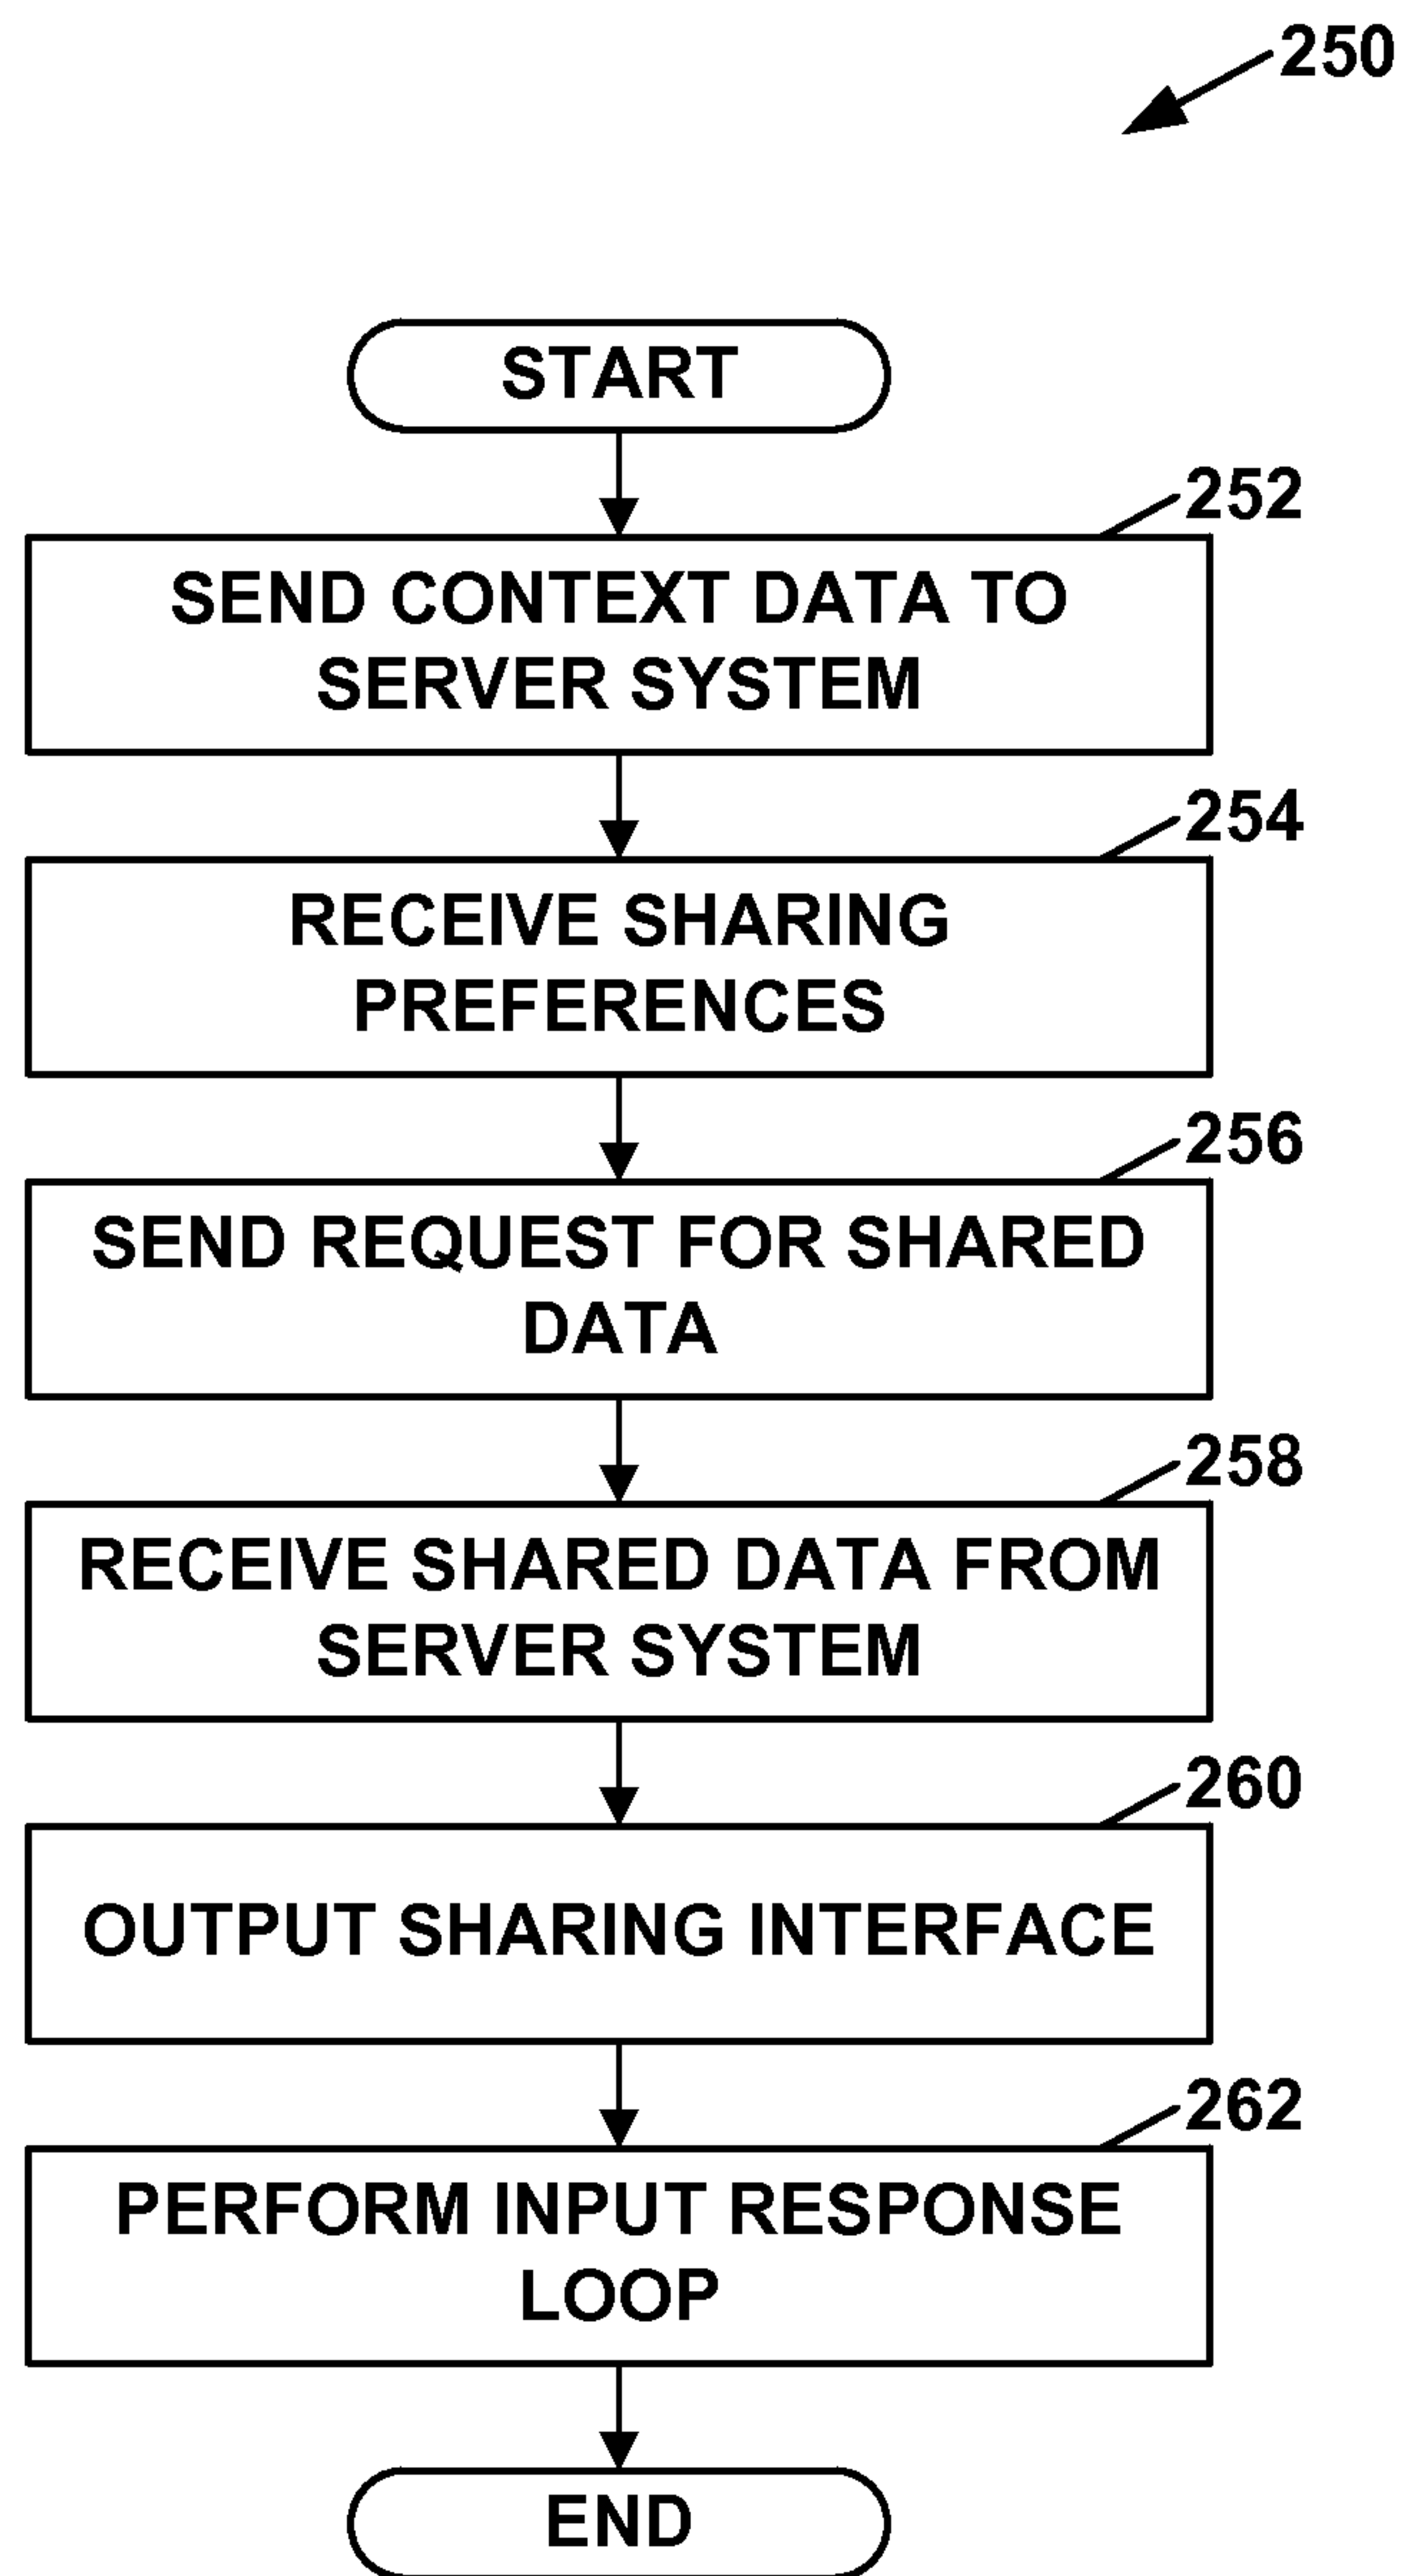 250
START
252
SEND CONTEXT DATA TO
SERVER SYSTEM
254
RECEIVE SHARING
PREFERENCES
256
SEND REQUEST FOR SHARED
DATA
258
RECEIVE SHARED DATA FROM
SERVER SYSTEM
260
OUTPUT SHARING INTERFACE
262
PERFORM INPUT RESPONSE
LOOP
END